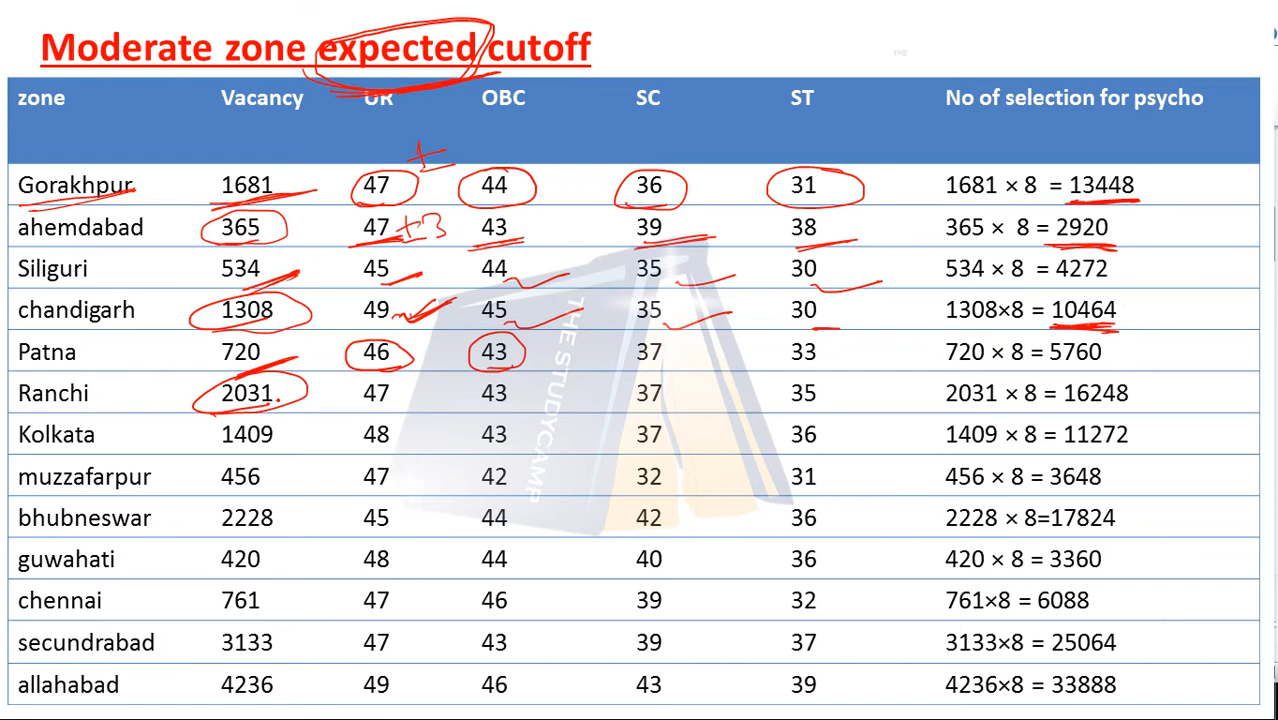 Moderate zone expected cutoff
THE
zone Vacancy UR OBC SC ST No of selection for psycho
±
Gorakhpur 1681 47 44 36 31 1681 × 8 = 13448
ahemdabad 365 47 ±3 43 39 38 365 × 8 = 2920
Siliguri 534 45 44 35 30 534 × 8 = 4272
chandigarh 1308 49 45 35 30 1308×8 = 10464
Patna 720 46 43 37 33 720 × 8 = 5760
Ranchi 2031 47 43 37 35 2031 × 8 = 16248
Kolkata 1409 48 43 37 36 1409 × 8 = 11272
muzzafarpur 456 47 42 32 31 456 × 8 = 3648
bhubneswar 2228 45 44 42 36 2228 × 8=17824
guwahati 420 48 44 40 36 420 × 8 = 3360
chennai 761 47 46 39 32 761×8 = 6088
secundrabad 3133 47 43 39 37 3133×8 = 25064
allahabad 4236 49 46 43 39 4236×8 = 33888
THE STUDYCAMP